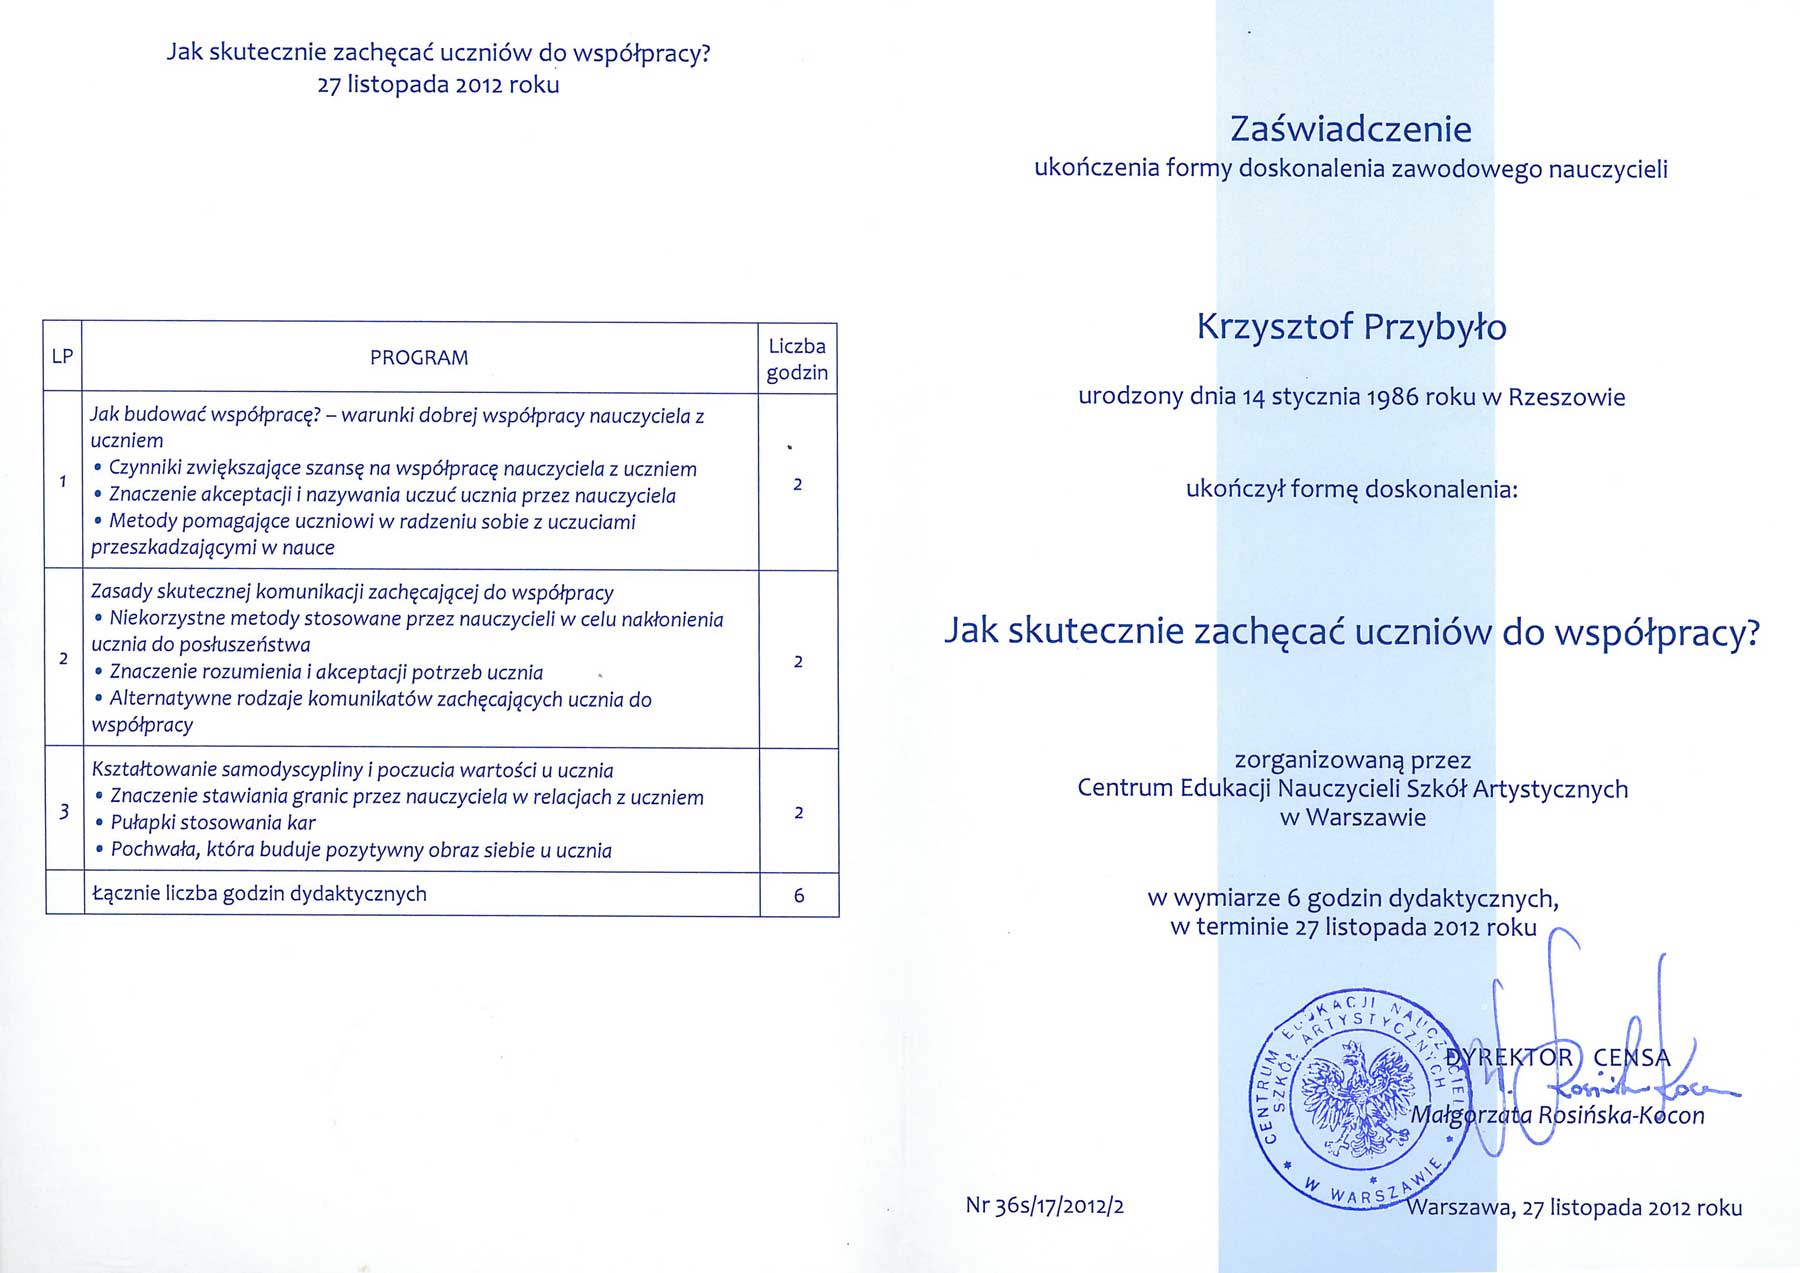 Jak skutecznie zachęcać uczniów do współpracy?
27 listopada 2012 roku
LP
PROGRAM
Liczba
godzin
1
Jak budować współpracę? – warunki dobrej współpracy nauczyciela z
uczniem
• Czynniki zwiększające szansę na współpracę nauczyciela z uczniem
• Znaczenie akceptacji i nazywania uczuć ucznia przez nauczyciela
• Metody pomagające uczniowi w radzeniu sobie z uczuciami
przeszkadzającymi w nauce
2
2
Zasady skutecznej komunikacji zachęcającej do współpracy
• Niekorzystne metody stosowane przez nauczycieli w celu nakłonienia
ucznia do posłuszeństwa
• Znaczenie rozumienia i akceptacji potrzeb ucznia
• Alternatywne rodzaje komunikatów zachęcających ucznia do
współpracy
2
3
Kształtowanie samodyscypliny i poczucia wartości u ucznia
• Znaczenie stawiania granic przez nauczyciela w relacjach z uczniem
• Pułapki stosowania kar
• Pochwała, która buduje pozytywny obraz siebie u ucznia
2
Łącznie liczba godzin dydaktycznych
6
Zaświadczenie
ukończenia formy doskonalenia zawodowego nauczycieli
Krzysztof Przybyło
urodzony dnia 14 stycznia 1986 roku w Rzeszowie
ukończył formę doskonalenia:
Jak skutecznie zachęcać uczniów do współpracy?
zorganizowaną przez
Centrum Edukacji Nauczycieli Szkół Artystycznych
w Warszawie
w wymiarze 6 godzin dydaktycznych,
w terminie 27 listopada 2012 roku
CENTRUM EDUKACJI NAUCZYCIELI
SZKÓŁ ARTYSTYCZNYCH
* W WARSZAWIE *
DYREKTOR CENSA
Małgorzata Rosińska-Kocon
Nr 36s/17/2012/2
Warszawa, 27 listopada 2012 roku